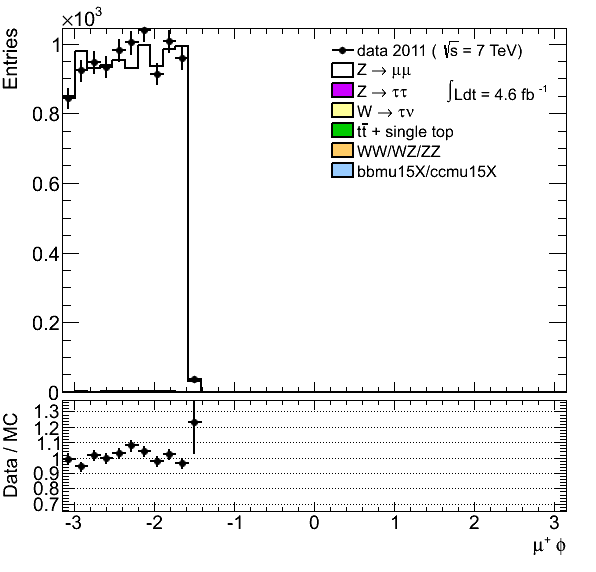 ×10³
Entries
1
0.8
0.6
0.4
0.2
0
data 2011 ( √s = 7 TeV)
Z → μμ
Z → ττ
W → τν
tt̄ + single top
WW/WZ/ZZ
bbmu15X/ccmu15X
∫Ldt = 4.6 fb⁻¹
Data / MC
1.3
1.2
1.1
1
0.9
0.8
0.7
-3 -2 -1 0 1 2 3
μ⁺ ϕ